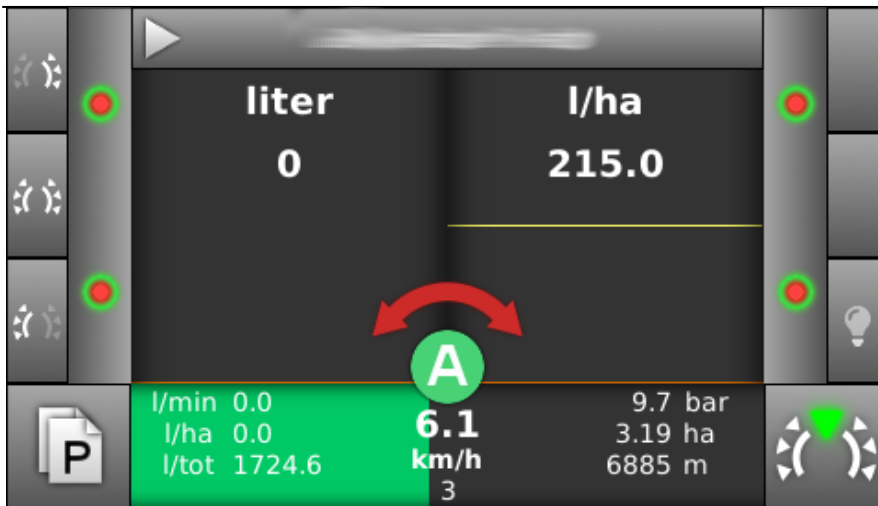 liter l/ha
0 215.0
A
l/min 0.0 6.1 9.7 bar
l/ha 0.0 km/h 3.19 ha
l/tot 1724.6 3 6885 m
P